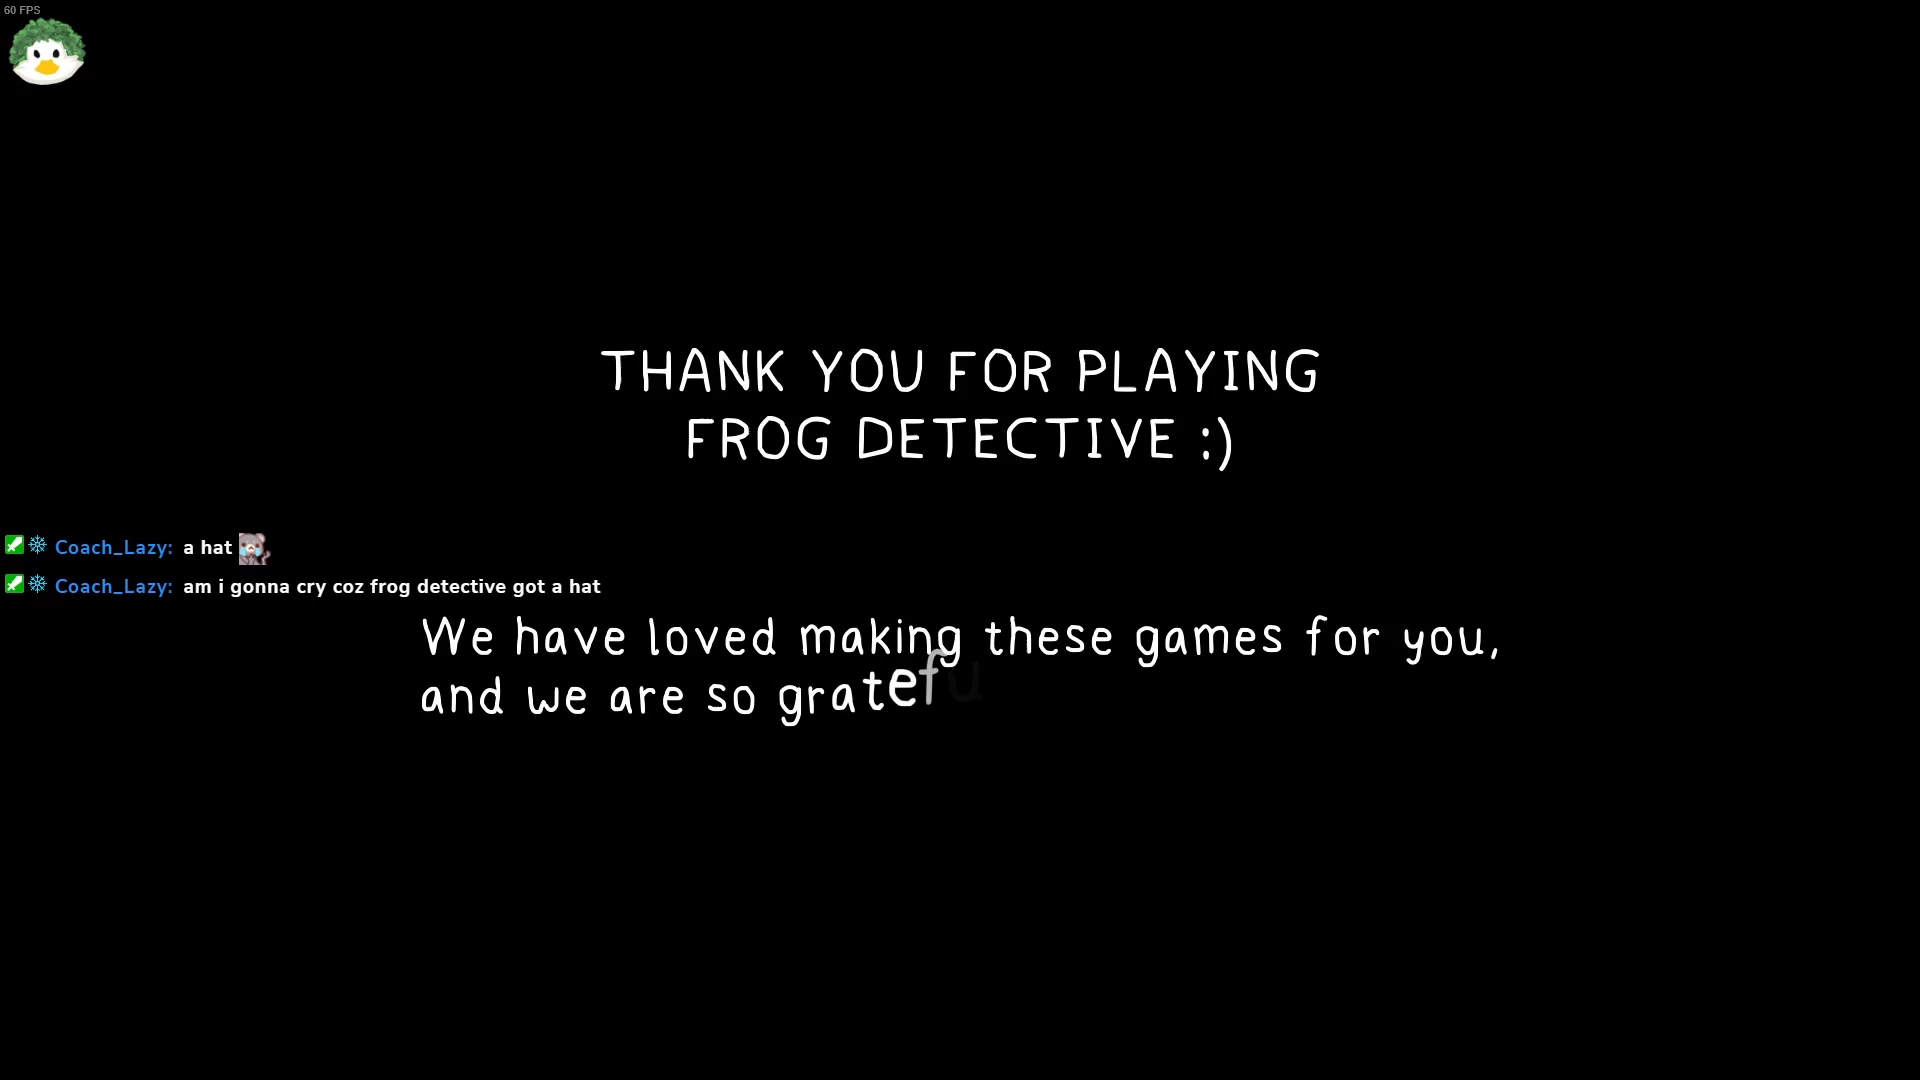 60 FPS
THANK YOU FOR PLAYING
FROG DETECTIVE :)
Coach_Lazy: a hat
Coach_Lazy: am i gonna cry coz frog detective got a hat
We have loved making these games for you,
and we are so gratefu